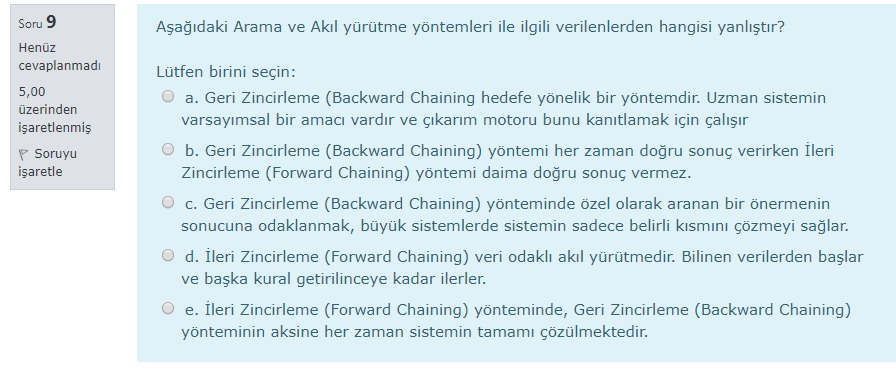 Soru 9
Henüz
cevaplanmadı
5,00
üzerinden
işaretlenmiş
Soruyu
işaretle
Aşağıdaki Arama ve Akıl yürütme yöntemleri ile ilgili verilenlerden hangisi yanlıştır?
Lütfen birini seçin:
a. Geri Zincirleme (Backward Chaining hedefe yönelik bir yöntemdir. Uzman sistemin
varsayımsal bir amacı vardır ve çıkarım motoru bunu kanıtlamak için çalışır
b. Geri Zincirleme (Backward Chaining) yöntemi her zaman doğru sonuç verirken İleri
Zincirleme (Forward Chaining) yöntemi daima doğru sonuç vermez.
c. Geri Zincirleme (Backward Chaining) yönteminde özel olarak aranan bir önermenin
sonucuna odaklanmak, büyük sistemlerde sistemin sadece belirli kısmını çözmeyi sağlar.
d. İleri Zincirleme (Forward Chaining) veri odaklı akıl yürütmedir. Bilinen verilerden başlar
ve başka kural getirilinceye kadar ilerler.
e. İleri Zincirleme (Forward Chaining) yönteminde, Geri Zincirleme (Backward Chaining)
yönteminin aksine her zaman sistemin tamamı çözülmektedir.